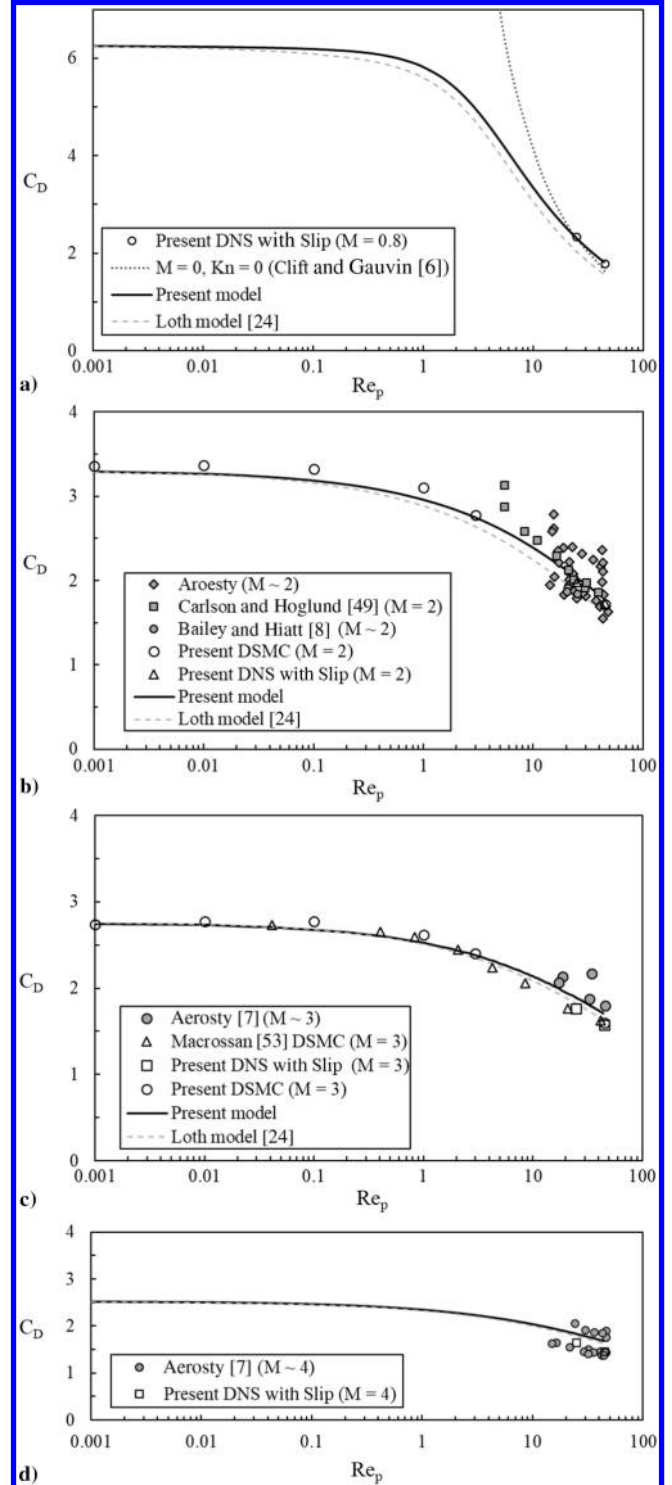 6
4
C_D
2
0
Present DNS with Slip (M = 0.8)
M = 0, Kn = 0 (Clift and Gauvin [6])
Present model
Loth model [24]
0.001 0.01 0.1 1 10 100
a)
Re_p
4
3
C_D
2
1
0
Aroesty (M ~ 2)
Carlson and Hoglund [49] (M = 2)
Bailey and Hiatt [8] (M ~ 2)
Present DSMC (M = 2)
Present DNS with Slip (M = 2)
Present model
Loth model [24]
0.001 0.01 0.1 1 10 100
b)
Re_p
4
3
C_D
2
1
0
Aerosty [7] (M ~ 3)
Macrossan [53] DSMC (M = 3)
Present DNS with Slip (M = 3)
Present DSMC (M = 3)
Present model
Loth model [24]
0.001 0.01 0.1 1 10 100
c)
Re_p
4
3
C_D
2
1
0
Aerosty [7] (M ~ 4)
Present DNS with Slip (M = 4)
0.001 0.01 0.1 1 10 100
d)
Re_p